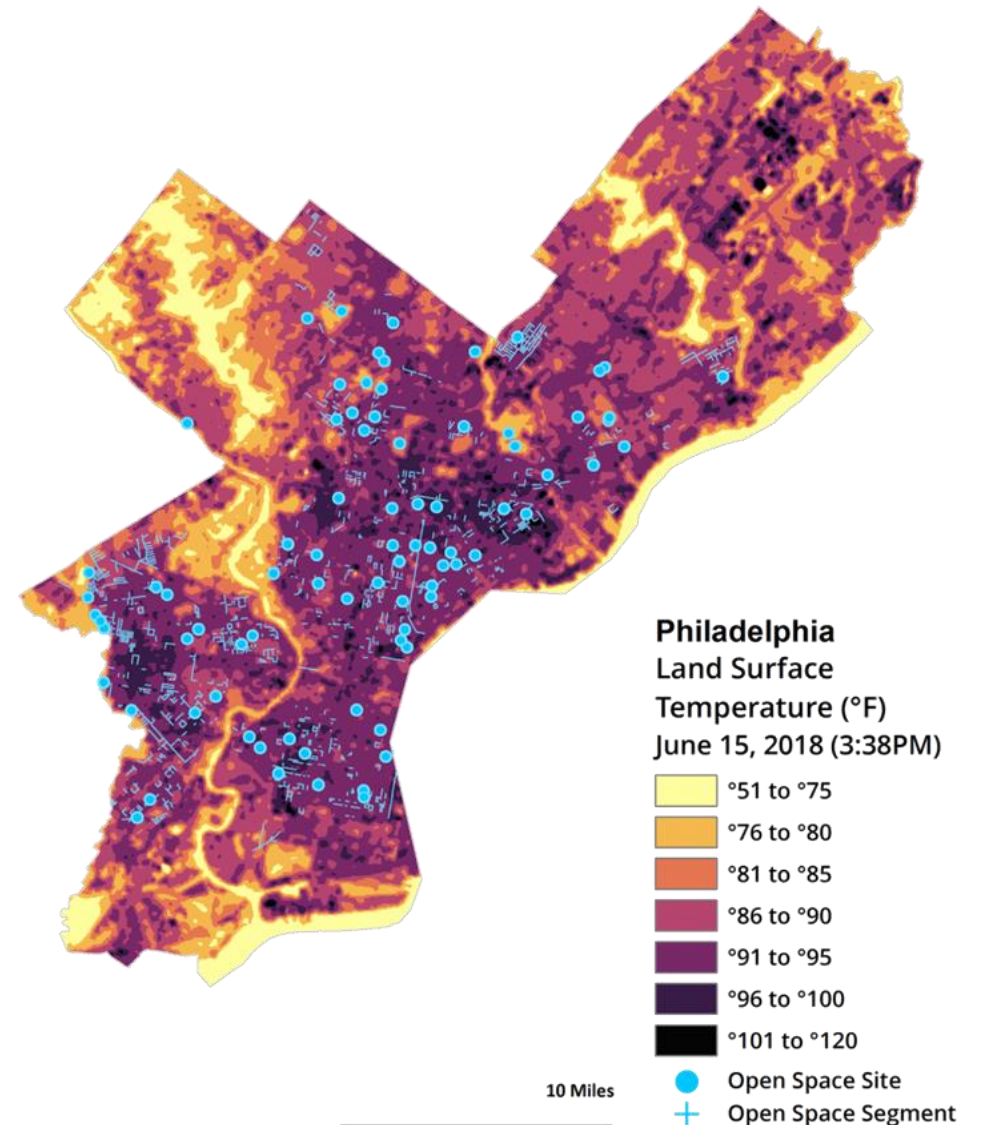 Philadelphia
Land Surface
Temperature (°F)
June 15, 2018 (3:38PM)
°51 to °75
°76 to °80
°81 to °85
°86 to °90
°91 to °95
°96 to °100
°101 to °120
Open Space Site
10 Miles
Open Space Segment